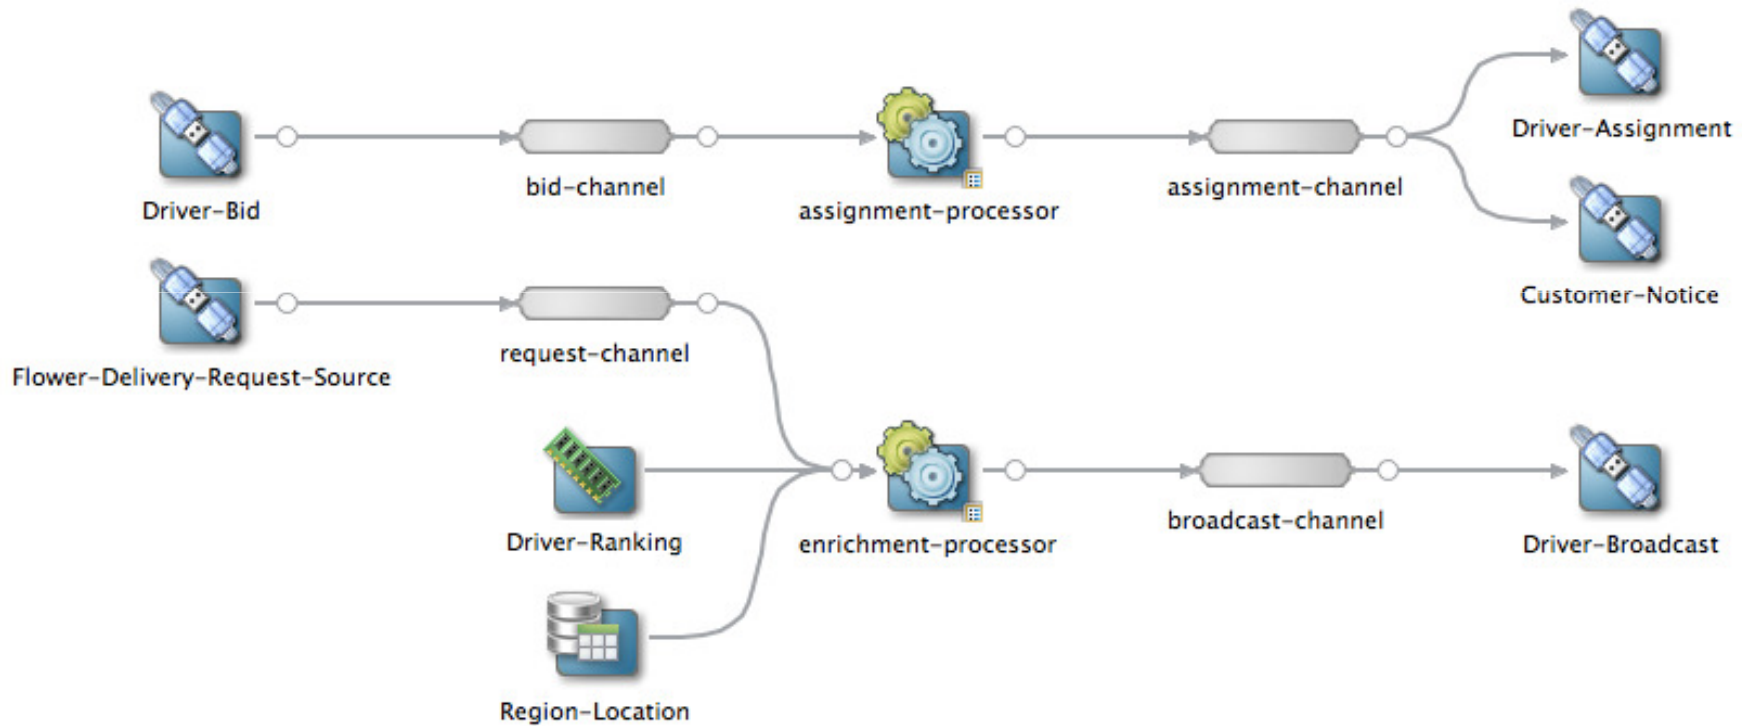 Driver-Assignment
bid-channel
assignment-channel
Driver-Bid
assignment-processor
Customer-Notice
request-channel
Flower-Delivery-Request-Source
Driver-Ranking
enrichment-processor
broadcast-channel
Driver-Broadcast
Region-Location